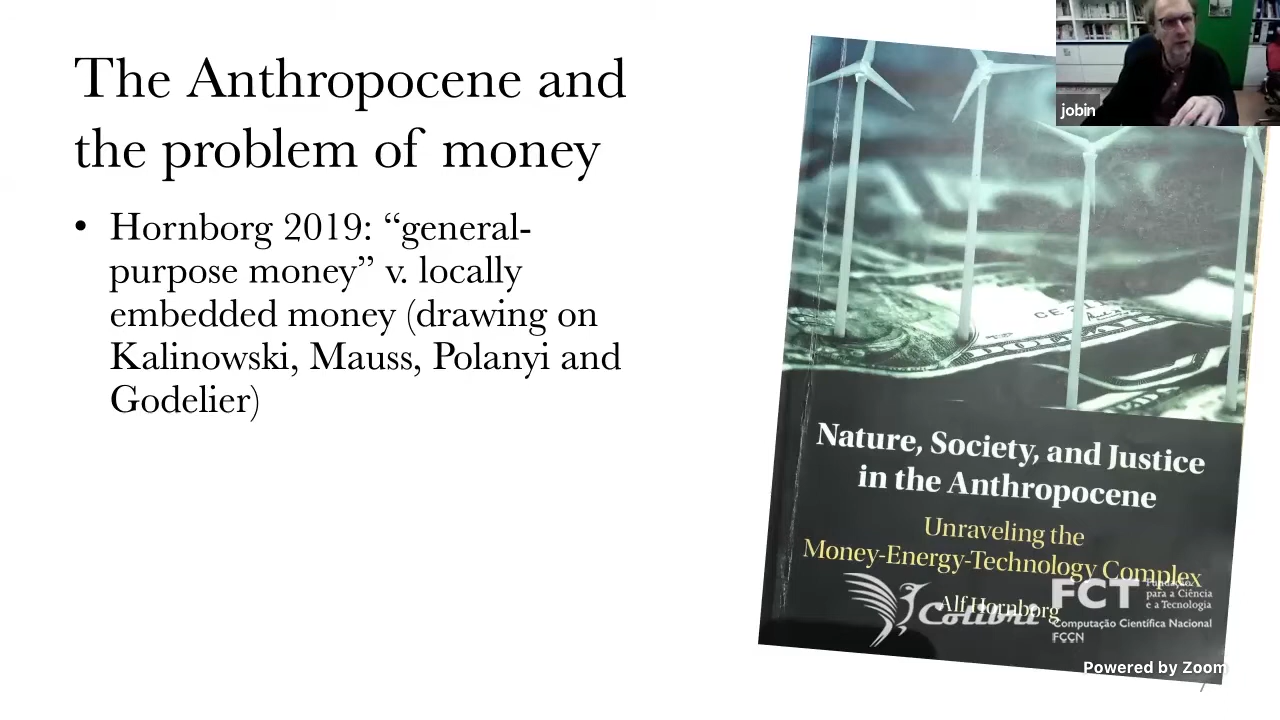 The Anthropocene and
the problem of money
• Hornborg 2019: “general-
purpose money” v. locally
embedded money (drawing on
Kalinowski, Mauss, Polanyi and
Godelier)
jobin
Nature, Society, and Justice
in the Anthropocene
Unraveling the
Money-Energy-Technology Complex
Alf Hornborg
Colibri
FCT Fundação
para a Ciência
e a Tecnologia
Computação Científica Nacional
FCCN
Powered by Zoom
7